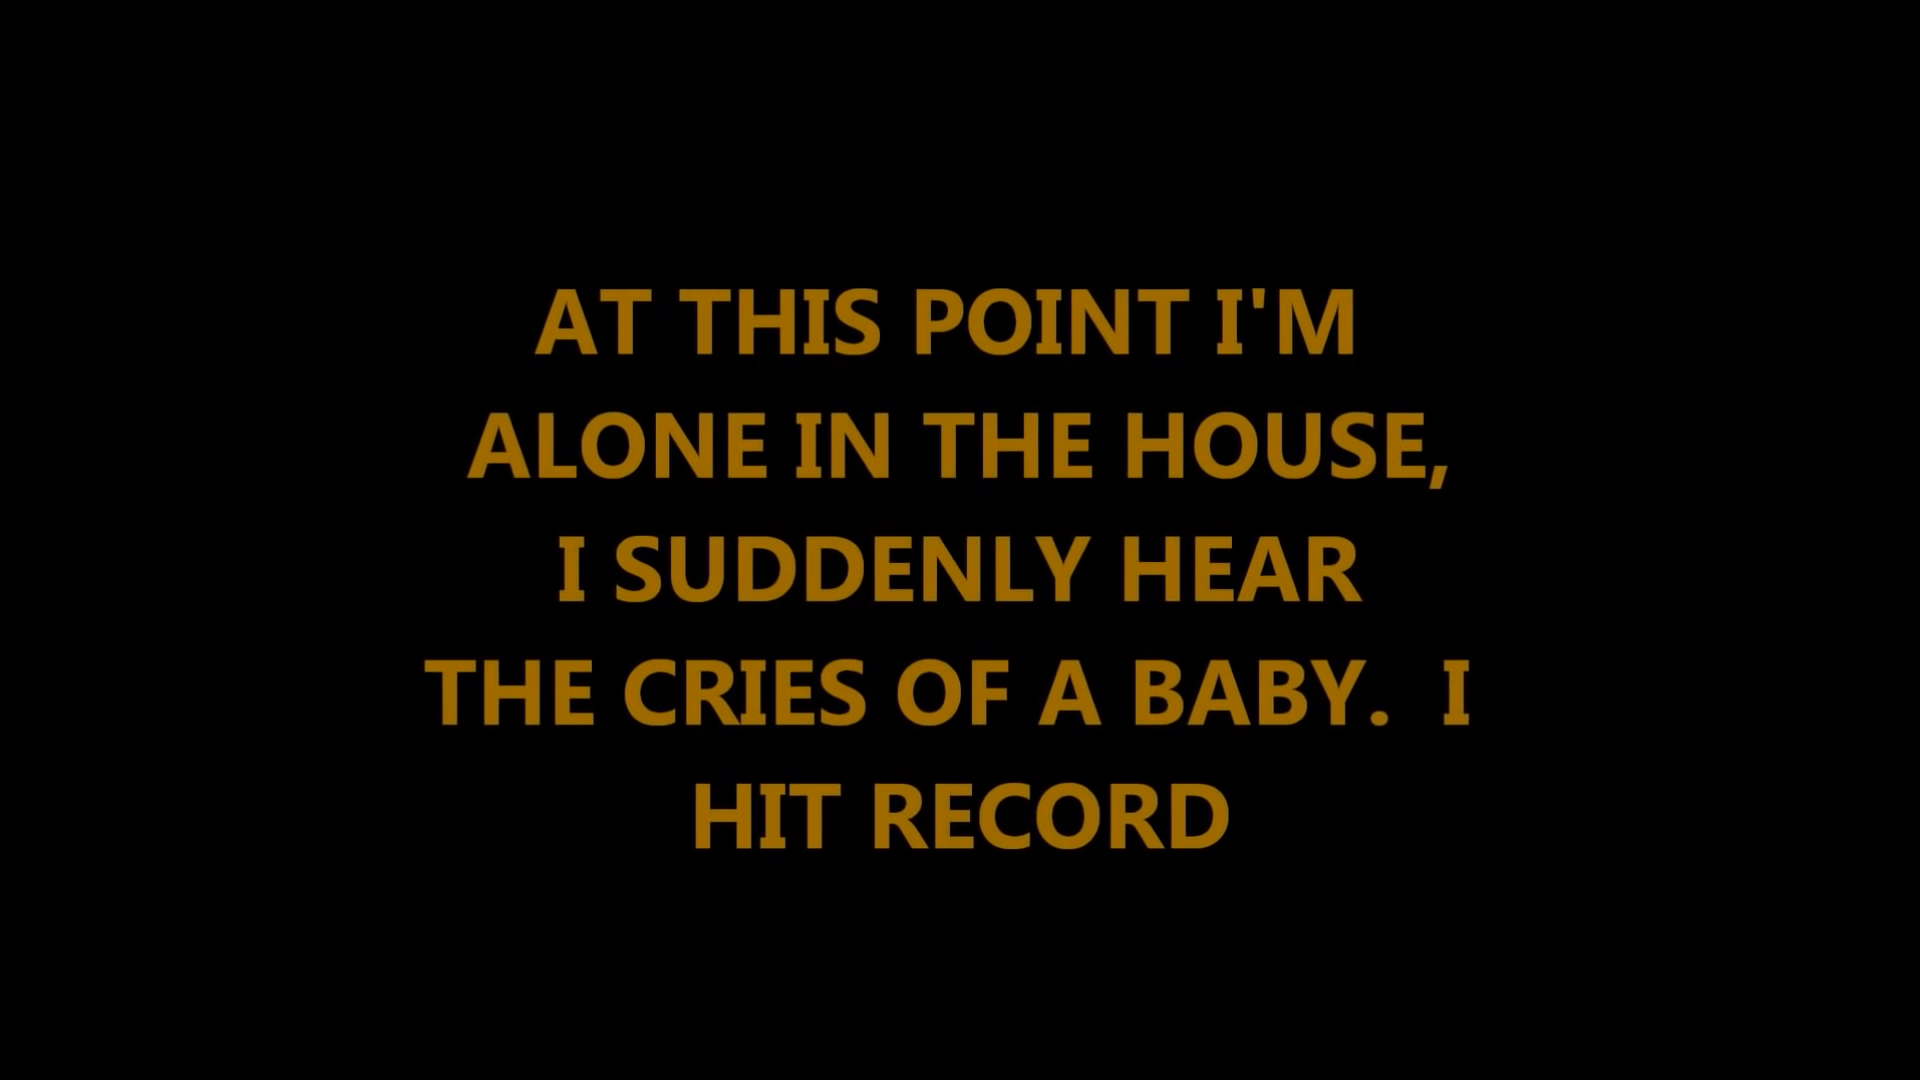 AT THIS POINT I'M
ALONE IN THE HOUSE,
I SUDDENLY HEAR
THE CRIES OF A BABY.  I
HIT RECORD